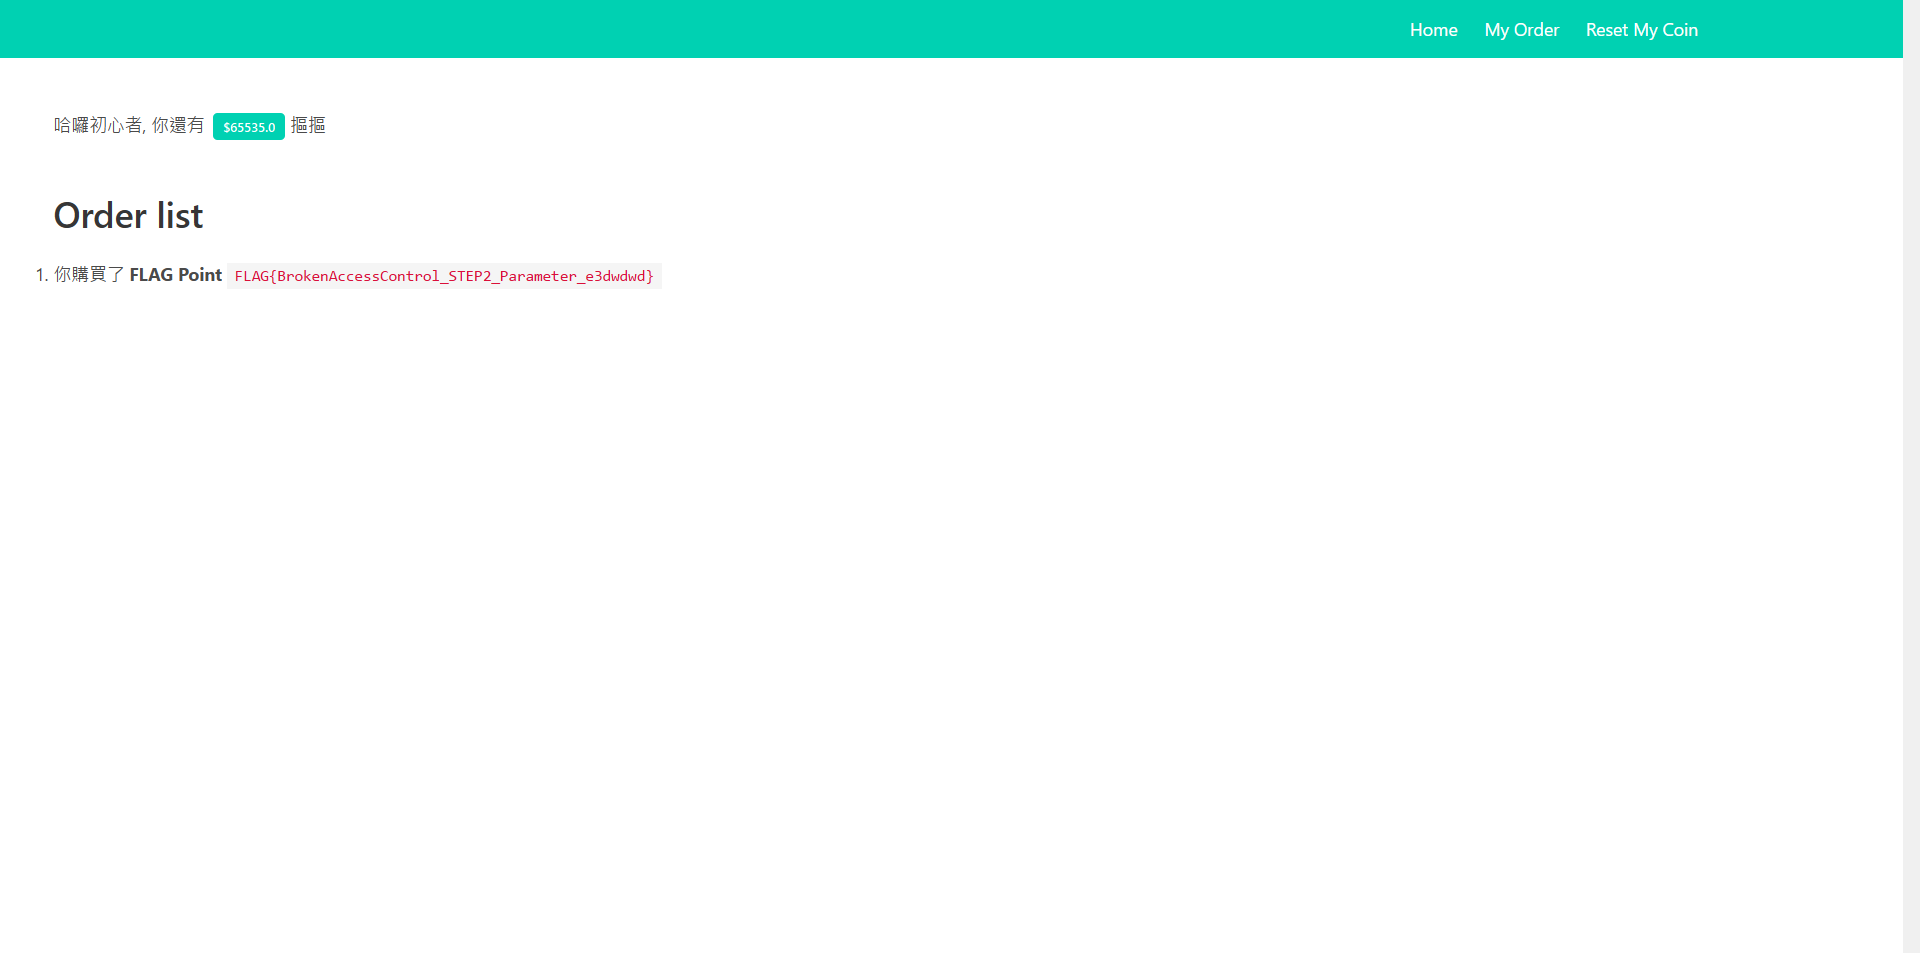 Home My Order Reset My Coin
哈囉初心者, 你還有 $65535.0 摳摳
Order list
1. 你購買了 FLAG Point FLAG{BrokenAccessControl_STEP2_Parameter_e3dwdwd}